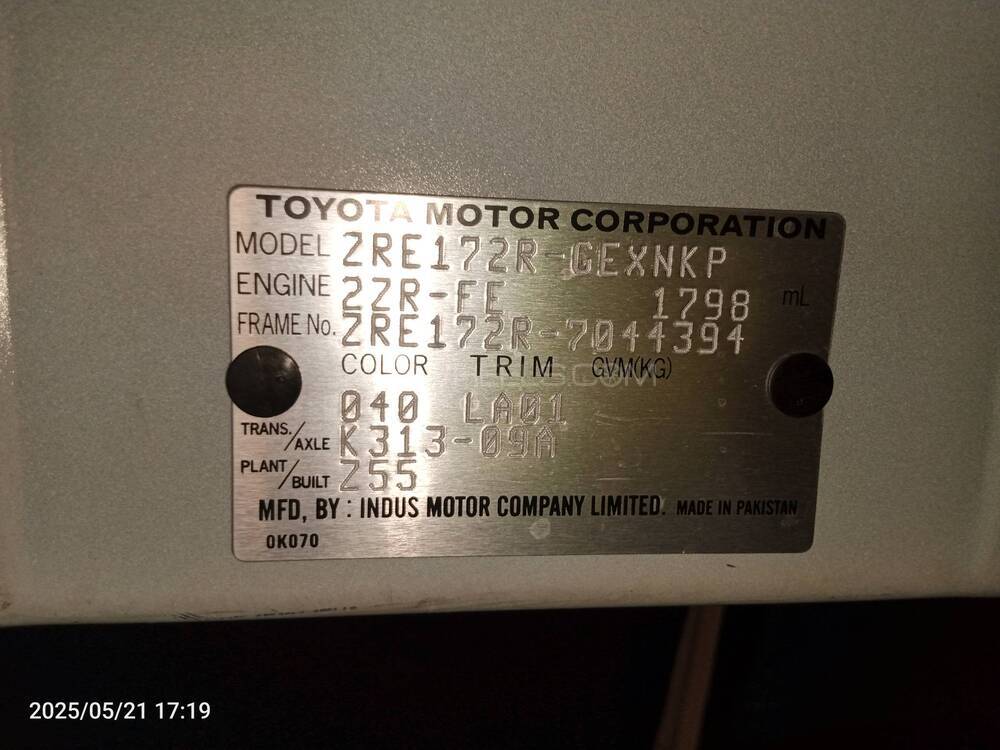 TOYOTA MOTOR CORPORATION
MODEL ZRE172R-GEXNKP
ENGINE 2ZR-FE 1798 mL
FRAME No. ZRE172R-7044394
COLOR TRIM GVM(KG)
040 LA01
TRANS./AXLE K313-09A
PLANT/BUILT Z55
MFD, BY : INDUS MOTOR COMPANY LIMITED. MADE IN PAKISTAN
0K070
2025/05/21 17:19